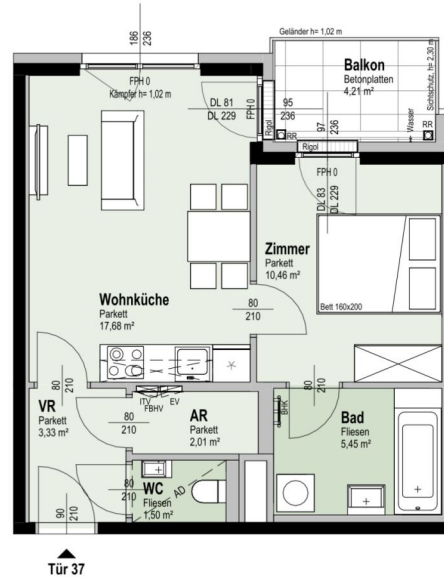 Geländer h= 1,02 m
186
236
Balkon
Betonplatten
4,21 m²
Sichtschutz, h= 2,30 m
FPH 0
Kämpfer h= 1,02 m
DL 81
DL 229
FPH 0
Rigol
95
236
RR
97
236
Rigol
Wasser
RR
FPH 0
DL 83
DL 229
Zimmer
Parkett
10,46 m²
Bett 160x200
Wohnküche
Parkett
17,68 m²
80
210
80
210
VR
Parkett
3,33 m²
ITV
FBHV
EV
80
210
AR
Parkett
2,01 m²
80
210
BHK
Bad
Fliesen
5,45 m²
80
210
WC
Fliesen
1,50 m²
AD
90
210
Tür 37